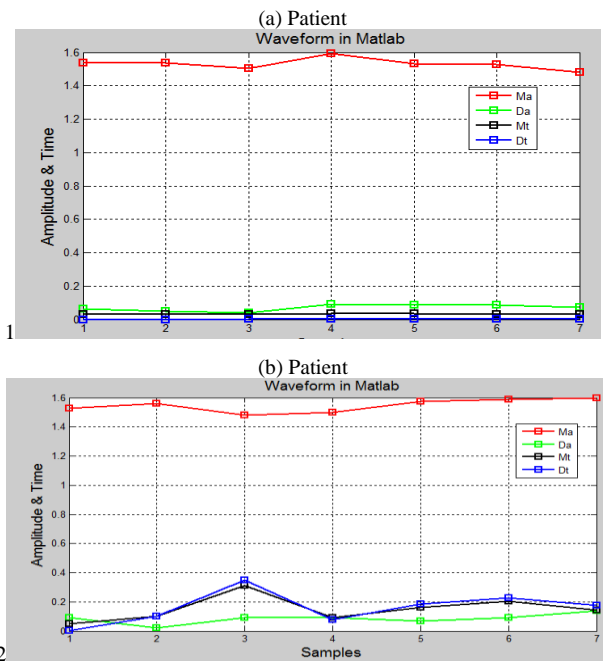 (a) Patient
Waveform in Matlab
Amplitude & Time
1.6
1.4
1.2
1
0.8
0.6
0.4
0.2
0
Ma
Da
Mt
Dt
1 2 3 4 5 6 7
1
(b) Patient
Waveform in Matlab
Amplitude & Time
1.6
1.4
1.2
1
0.8
0.6
0.4
0.2
0
Ma
Da
Mt
Dt
1 2 3 4 5 6 7
Samples
2